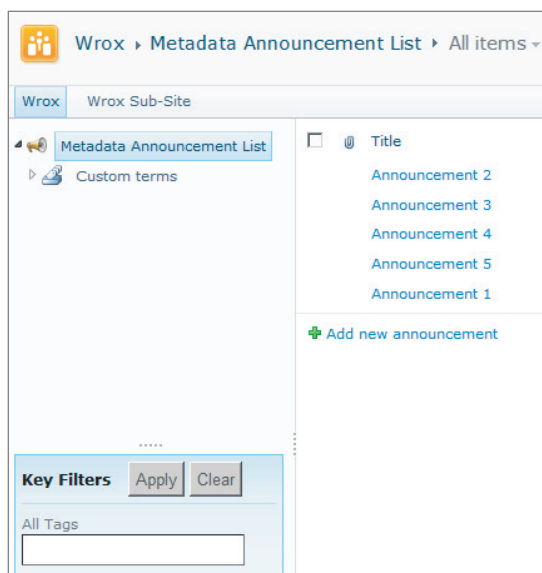 Wrox ▸ Metadata Announcement List ▸ All items
Wrox Wrox Sub-Site
Metadata Announcement List
Custom terms
Title
Announcement 2
Announcement 3
Announcement 4
Announcement 5
Announcement 1
Add new announcement
Key Filters Apply Clear
All Tags